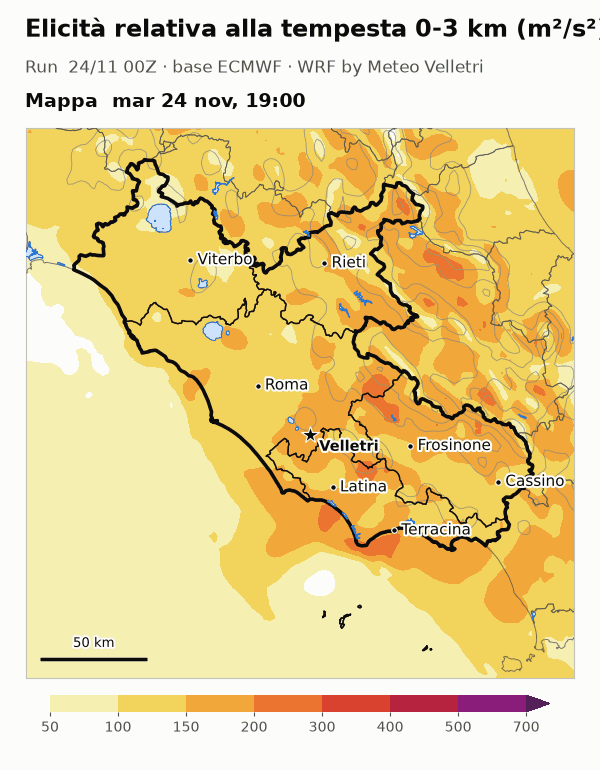 Elicità relativa alla tempesta 0-3 km (m²/s²)
Run 24/11 00Z · base ECMWF · WRF by Meteo Velletri
Mappa mar 24 nov, 19:00
Viterbo
Rieti
Roma
Velletri
Frosinone
Latina
Cassino
Terracina
50 km
50 100 150 200 300 400 500 700